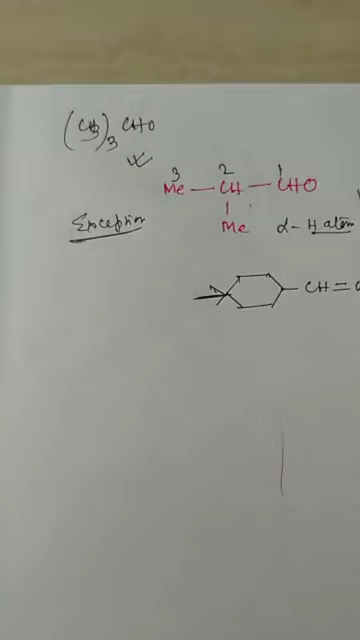 (CH3)3 CHO
3 2 1
Me — CH — CHO
|
Me
Exception
α - H atom
— CH =